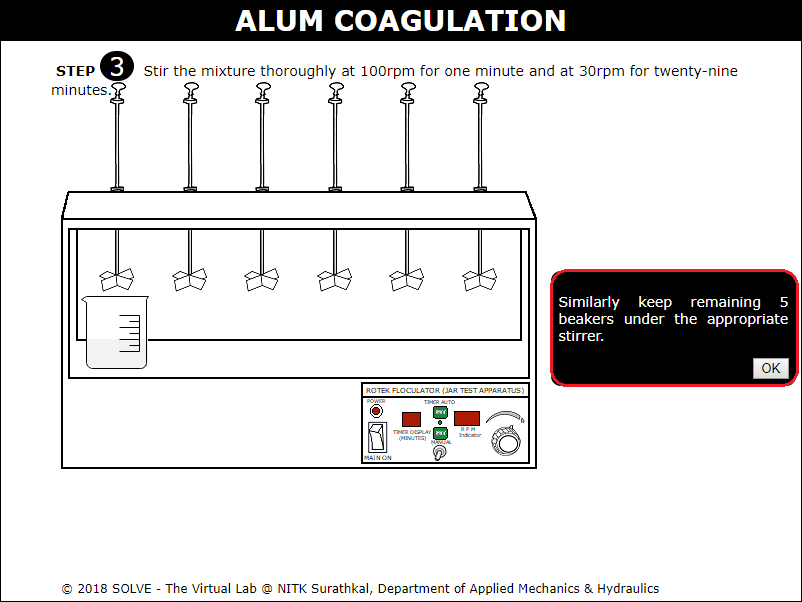 ALUM COAGULATION
STEP 3 Stir the mixture thoroughly at 100rpm for one minute and at 30rpm for twenty-nine
minutes.
Similarly keep remaining 5
beakers under the appropriate
stirrer.
OK
ROTEK FLOCULATOR (JAR TEST APPARATUS)
POWER
TIMER AUTO
TIMER DISPLAY
(MINUTES)
R P M
Indicator
MANUAL
MAIN ON
© 2018 SOLVE - The Virtual Lab @ NITK Surathkal, Department of Applied Mechanics & Hydraulics